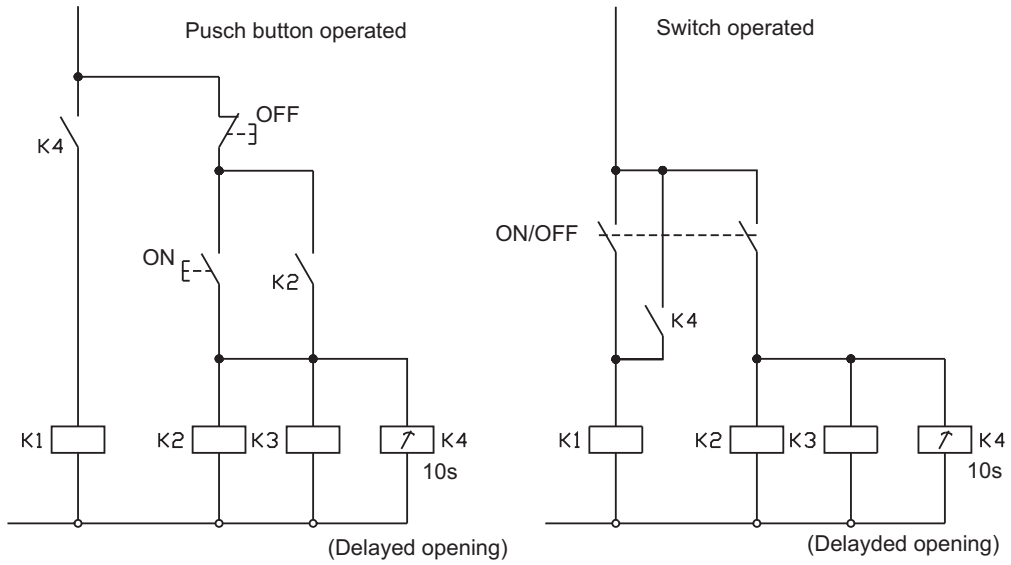 Pusch button operated
Switch operated
OFF
K4
ON/OFF
ON
K2
K4
K1
K2
K3
K4
10s
K1
K2
K3
K4
10s
(Delayed opening)
(Delayded opening)